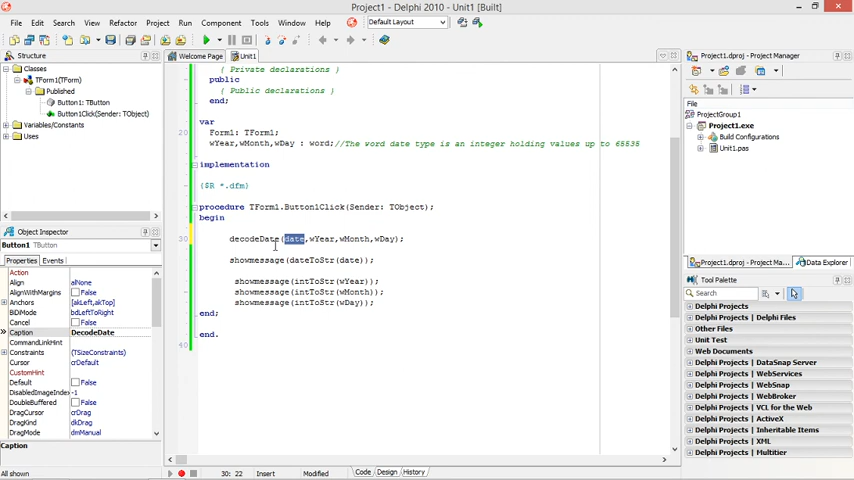 Project1 - Delphi 2010 - Unit1 [Built]
File Edit Search View Refactor Project Run Component Tools Window Help Default Layout
Structure
Classes
TForm1(TForm)
Published
Button1: TButton
Button1Click(Sender: TObject)
Variables/Constants
Uses
Object Inspector
Button1 TButton
Properties Events
Action
Align alNone
AlignWithMargins False
Anchors [akLeft,akTop]
BiDiMode bdLeftToRight
Cancel False
Caption DecodeDate
CommandLinkHint
Constraints (TSizeConstraints)
Cursor crDefault
CustomHint
Default False
DisabledImageIndex -1
DoubleBuffered False
DragCursor crDrag
DragKind dkDrag
DragMode dmManual
Caption
All shown
Welcome Page Unit1
{ Private declarations }
public
{ Public declarations }
end;
var
20 Form1: TForm1;
wYear,wMonth,wDay : word;//The word date type is an integer holding values up to 65535
implementation
{$R *.dfm}
procedure TForm1.Button1Click(Sender: TObject);
begin
30 decodeDate(date,wYear,wMonth,wDay);
showmessage(dateToStr(date));
showmessage(intToStr(wYear));
showmessage(intToStr(wMonth));
showmessage(intToStr(wDay));
end;
end.
40
30: 22 Insert Modified Code Design History
Project1.dproj - Project Manager
File
ProjectGroup1
Project1.exe
Build Configurations
Unit1.pas
Project1.dproj - Project Ma... Data Explorer
Tool Palette
Search
Delphi Projects
Delphi Projects | Delphi Files
Other Files
Unit Test
Web Documents
Delphi Projects | DataSnap Server
Delphi Projects | WebServices
Delphi Projects | WebSnap
Delphi Projects | WebBroker
Delphi Projects | VCL for the Web
Delphi Projects | ActiveX
Delphi Projects | Inheritable Items
Delphi Projects | XML
Delphi Projects | Multitier